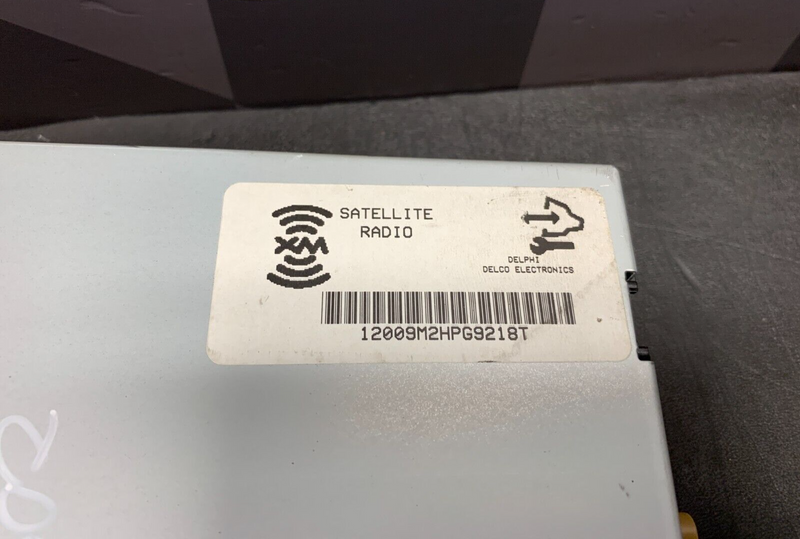 XM
SATELLITE
RADIO
DELPHI
DELCO ELECTRONICS
12009M2HPG9218T